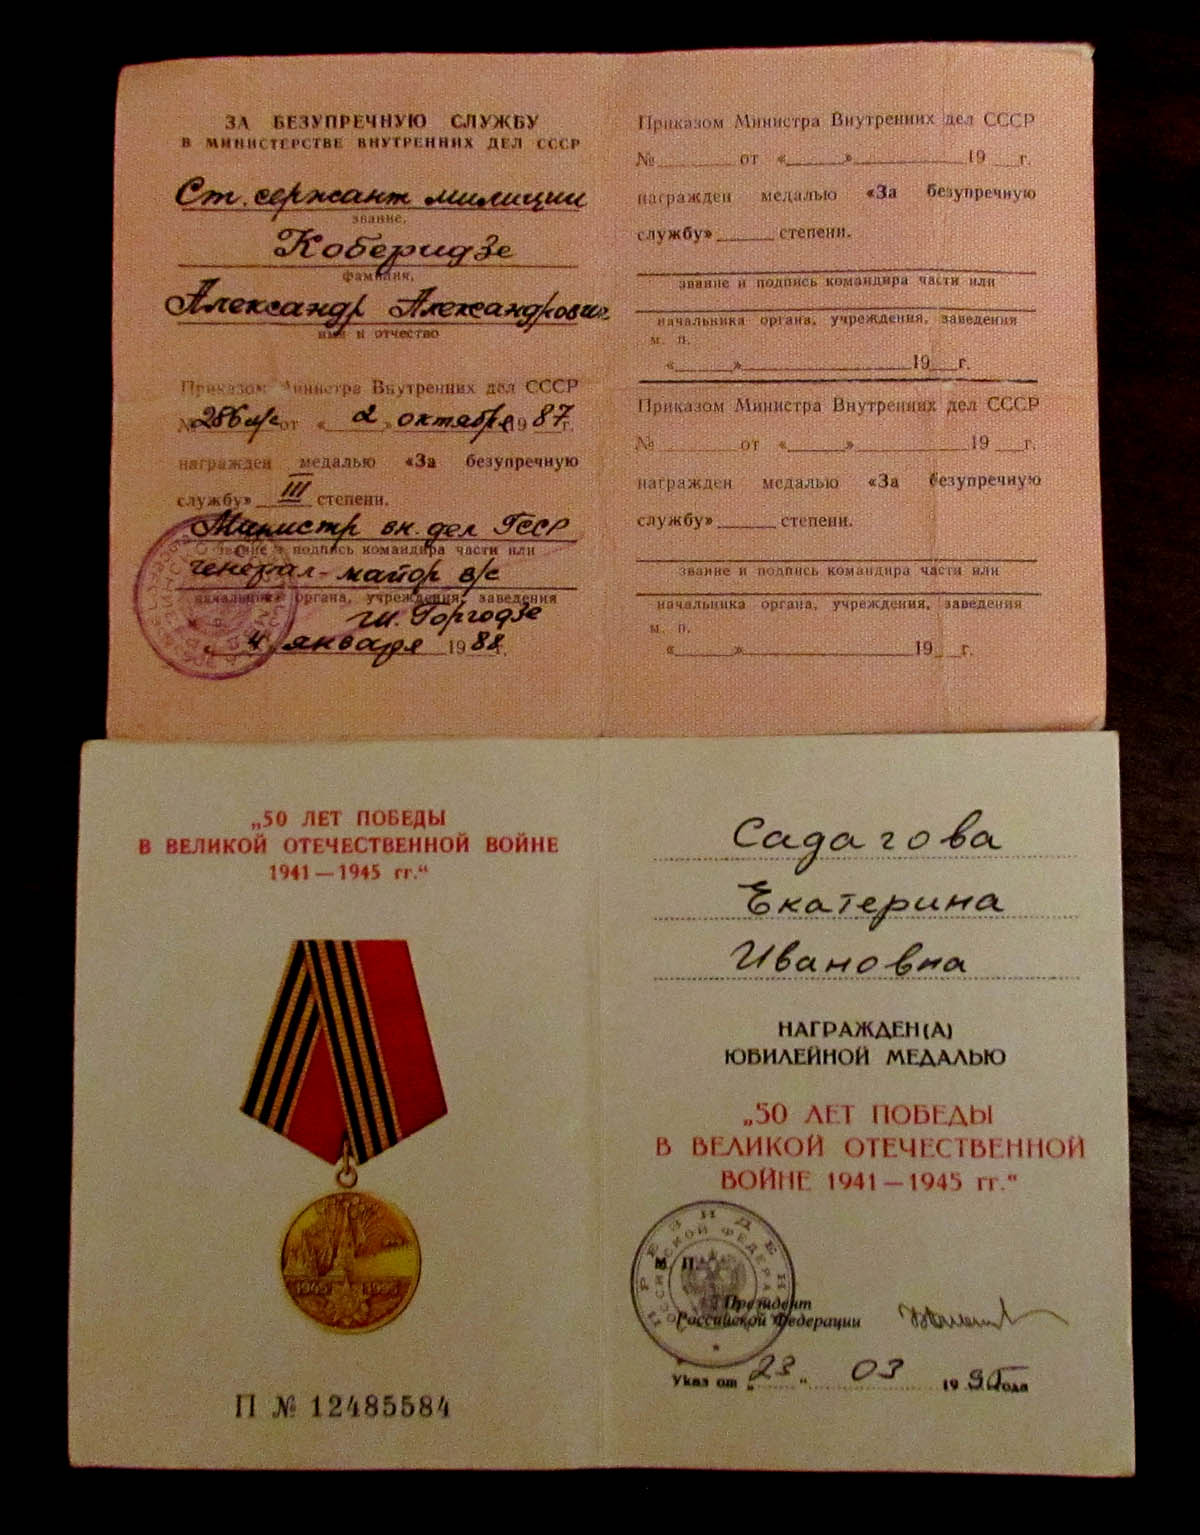 ЗА БЕЗУПРЕЧНУЮ СЛУЖБУ
В МИНИСТЕРСТВЕ ВНУТРЕННИХ ДЕЛ СССР
Ст. сержант милиции
звание,
Коберидзе
фамилия,
Александр Александрович
имя и отчество
Приказом Министра Внутренних дел СССР
№ 286 л/с от « 2 » октября 1987 г.
награжден медалью «За безупречную
службу» III степени.
Министр вн. дел ГССР
звание и подпись командира части или
генерал-майор в/с
начальника органа, учреждения, заведения
Ш. Горгодзе
4 января 1988 г.
Приказом Министра Внутренних дел СССР
№ от « » 19 г.
награжден медалью «За безупречную
службу» степени.
звание и подпись командира части или
начальника органа, учреждения, заведения
м. п.
« » 19 г.
Приказом Министра Внутренних дел СССР
№ от « » 19 г.
награжден медалью «За безупречную
службу» степени.
звание и подпись командира части или
начальника органа, учреждения, заведения
м. п.
« » 19 г.
„50 ЛЕТ ПОБЕДЫ
В ВЕЛИКОЙ ОТЕЧЕСТВЕННОЙ ВОЙНЕ
1941—1945 гг.“
1945 1995
П № 12485584
Садагова
Екатерина
Ивановна
НАГРАЖДЕН(А)
ЮБИЛЕЙНОЙ МЕДАЛЬЮ
„50 ЛЕТ ПОБЕДЫ
В ВЕЛИКОЙ ОТЕЧЕСТВЕННОЙ
ВОЙНЕ 1941—1945 гг.“
М. П.
Президент
Российской Федерации
Указ от „23“ 03 1995 года